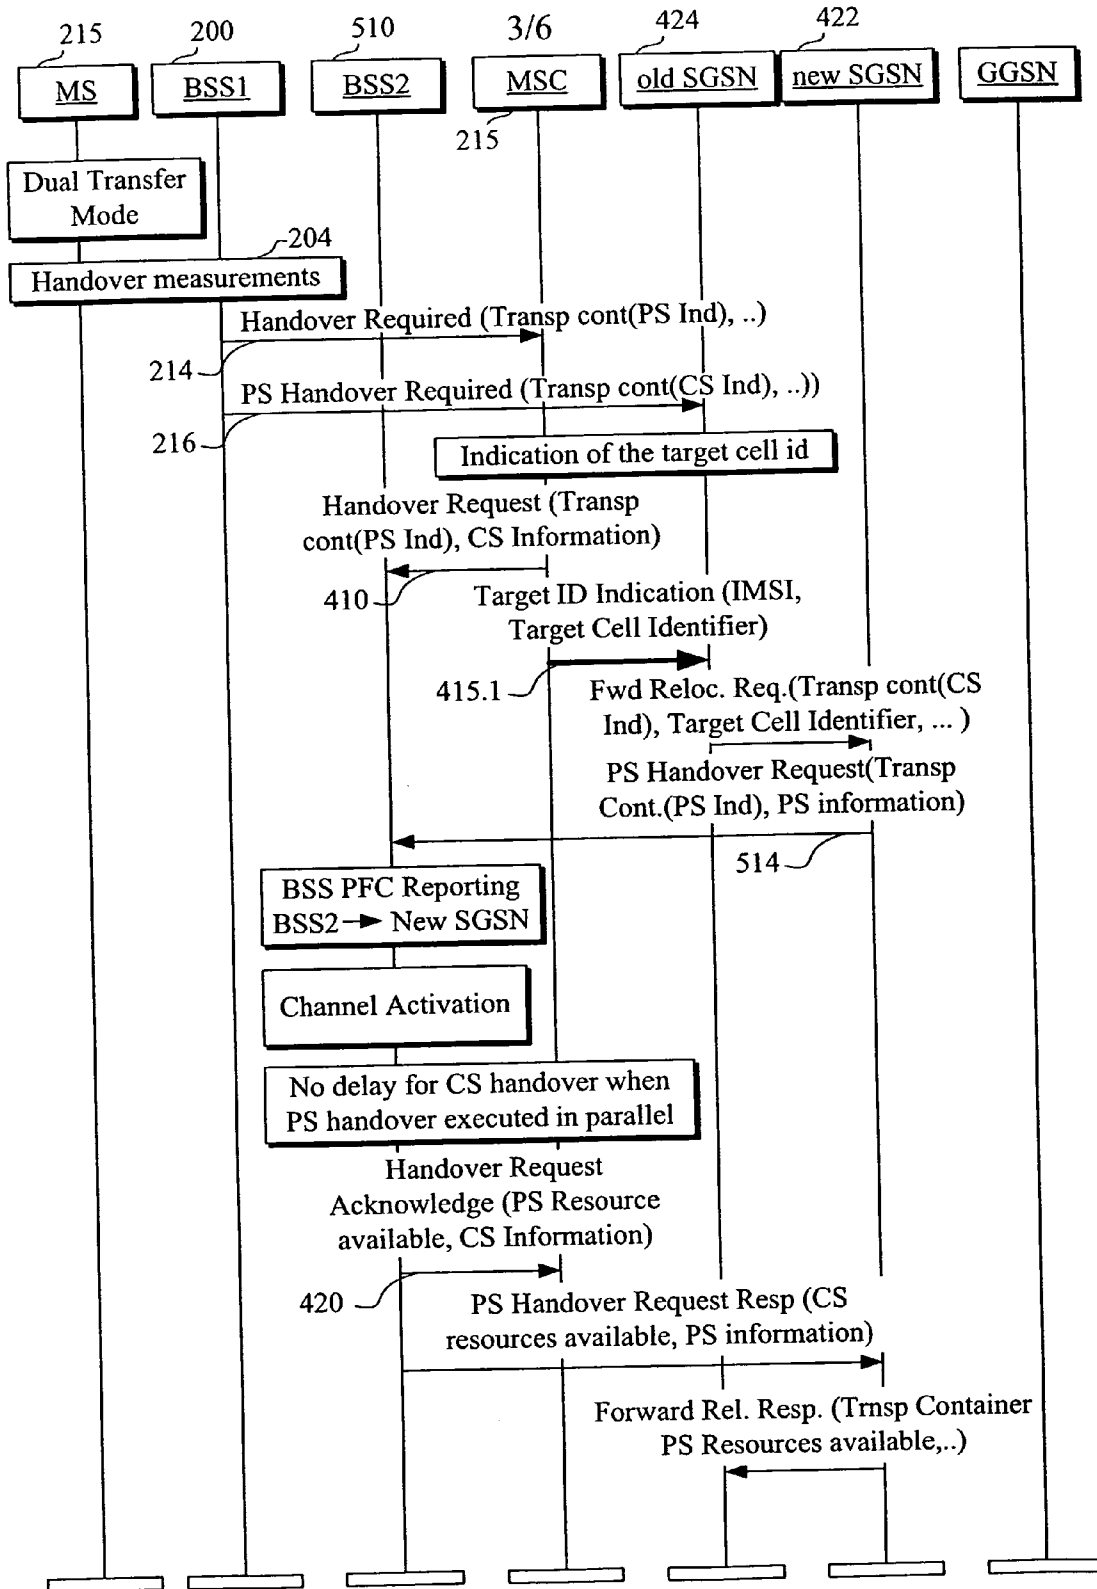 215 200 510 3/6 424 422
MS BSS1 BSS2 MSC old SGSN new SGSN GGSN
215
Dual Transfer
Mode
204
Handover measurements
Handover Required (Transp cont(PS Ind), ..)
214
PS Handover Required (Transp cont(CS Ind), ..))
216
Indication of the target cell id
Handover Request (Transp
cont(PS Ind), CS Information)
410
Target ID Indication (IMSI,
Target Cell Identifier)
415.1
Fwd Reloc. Req.(Transp cont(CS
Ind), Target Cell Identifier, ... )
PS Handover Request(Transp
Cont.(PS Ind), PS information)
514
BSS PFC Reporting
BSS2→ New SGSN
Channel Activation
No delay for CS handover when
PS handover executed in parallel
Handover Request
Acknowledge (PS Resource
available, CS Information)
420
PS Handover Request Resp (CS
resources available, PS information)
Forward Rel. Resp. (Trnsp Container
PS Resources available,..)